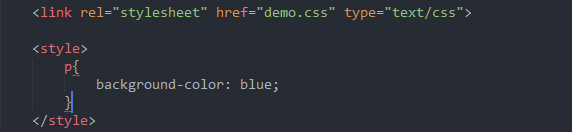 <link rel="stylesheet" href="demo.css" type="text/css">
<style>
p{
background-color: blue;
}
</style>